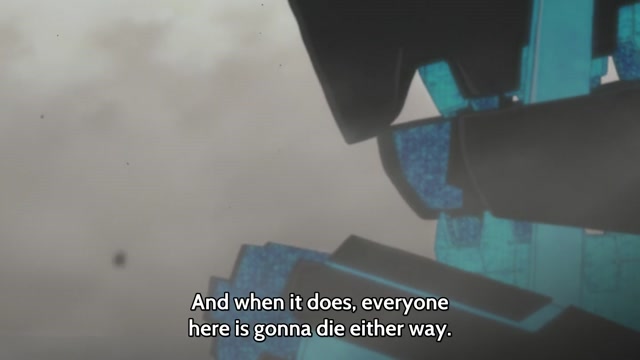 And when it does, everyone
here is gonna die either way.